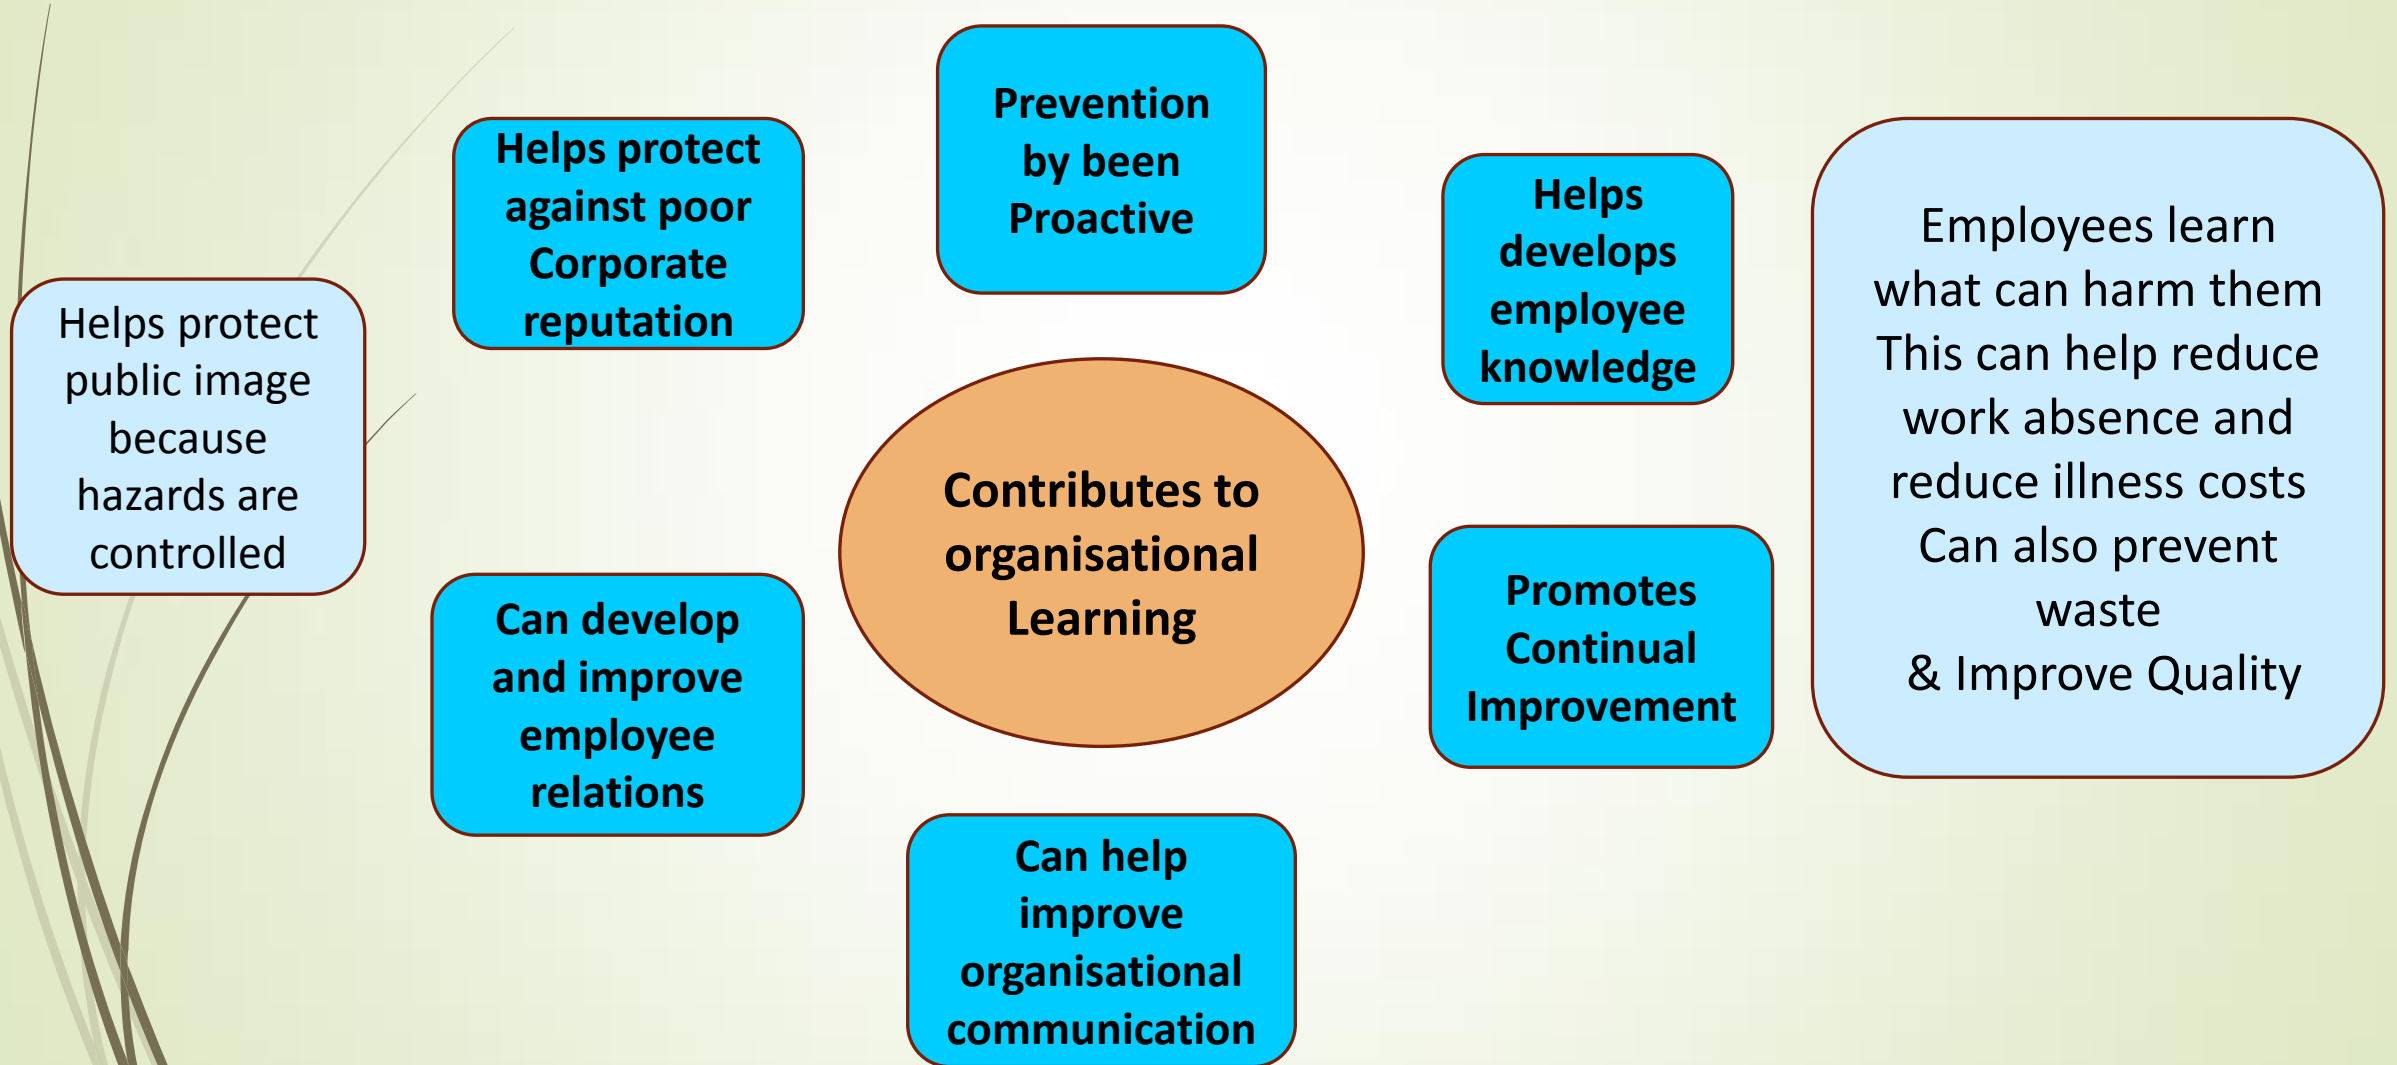 Helps protect
public image
because
hazards are
controlled
Helps protect
against poor
Corporate
reputation
Prevention
by been
Proactive
Helps
develops
employee
knowledge
Employees learn
what can harm them
This can help reduce
work absence and
reduce illness costs
Can also prevent
waste
& Improve Quality
Contributes to
organisational
Learning
Can develop
and improve
employee
relations
Promotes
Continual
Improvement
Can help
improve
organisational
communication